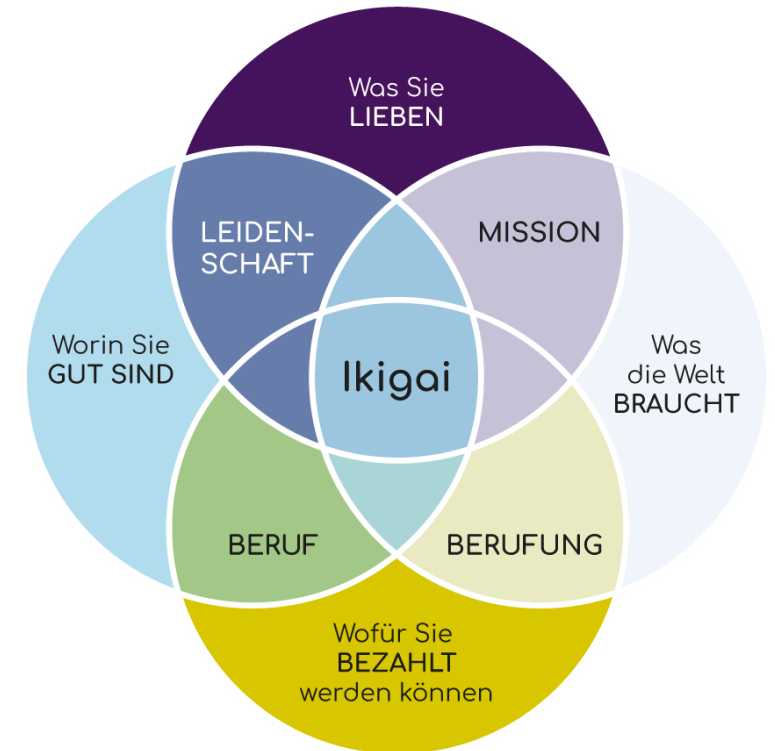 Was Sie
LIEBEN
LEIDEN-
SCHAFT
MISSION
Worin Sie
GUT SIND
Ikigai
Was
die Welt
BRAUCHT
BERUF
BERUFUNG
Wofür Sie
BEZAHLT
werden können